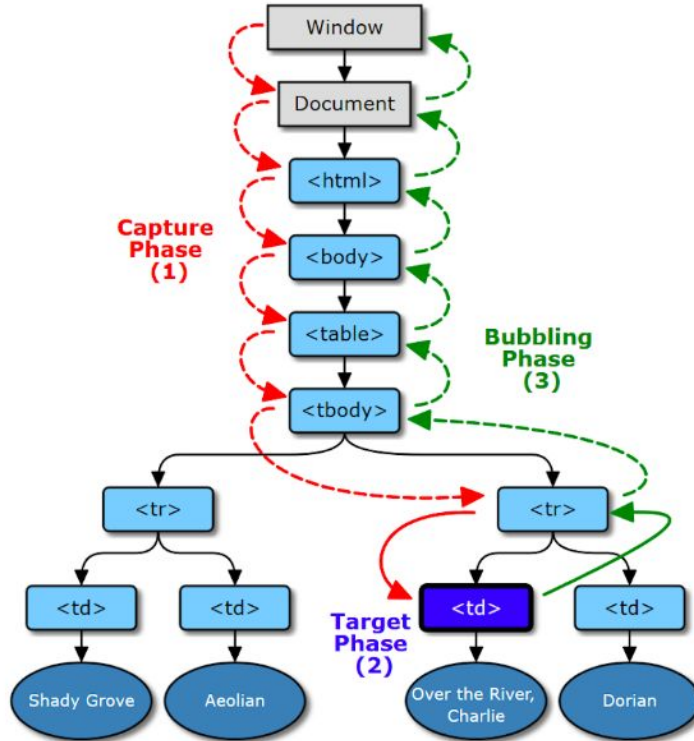 Window
Document
<html>
Capture
Phase
(1)
<body>
<table>
Bubbling
Phase
(3)
<tbody>
<tr>
<tr>
<td>
<td>
Target
Phase
(2)
<td>
<td>
Shady Grove
Aeolian
Over the River,
Charlie
Dorian